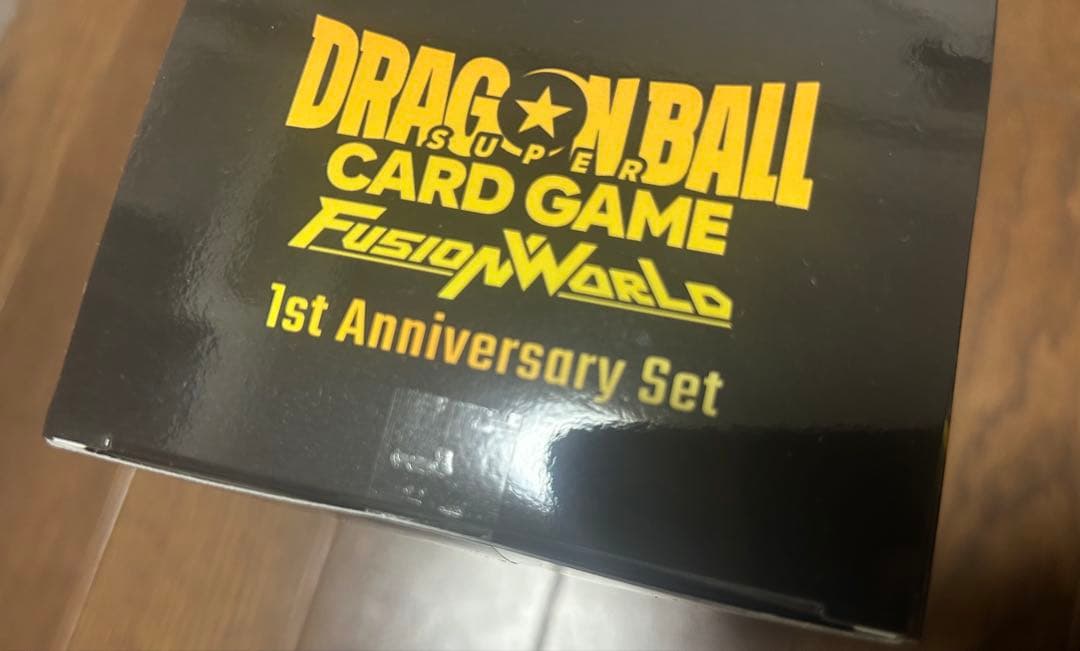 DRAGON BALL
SUPER
CARD GAME
FUSION WORLD
1st Anniversary Set